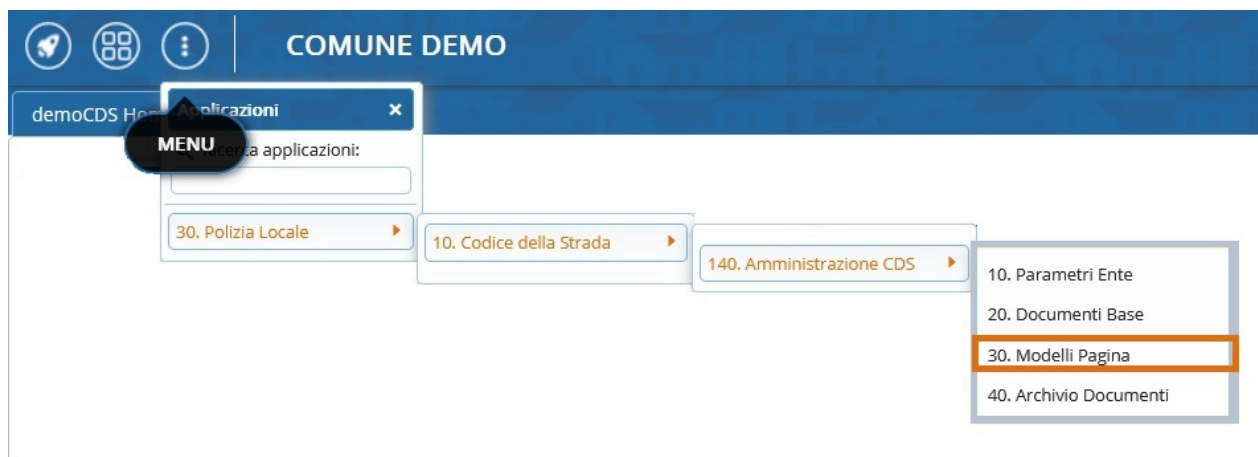 COMUNE DEMO
demoCDS
Applicazioni
MENU
applicazioni:
30. Polizia Locale
10. Codice della Strada
140. Amministrazione CDS
10. Parametri Ente
20. Documenti Base
30. Modelli Pagina
40. Archivio Documenti